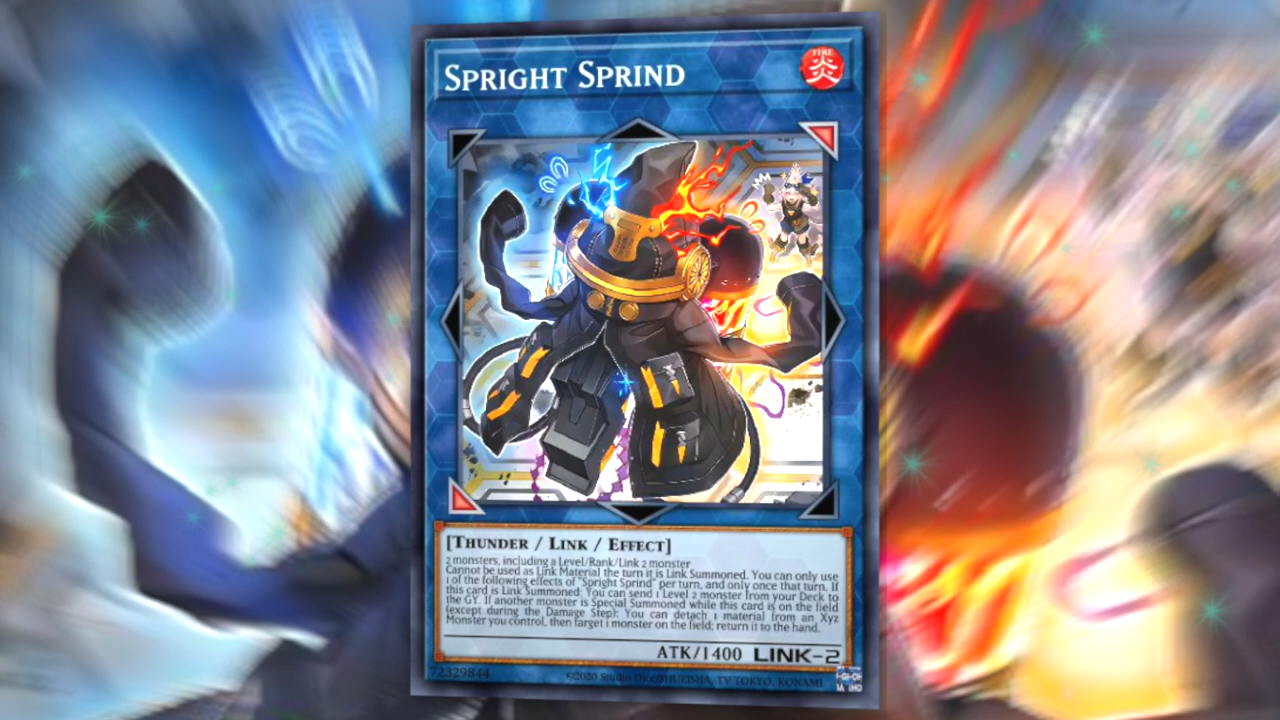 SPRIGHT SPRIND
FIRE
炎
[THUNDER / LINK / EFFECT]
2 monsters, including a Level/Rank/Link 2 monster
Cannot be used as Link Material the turn it is Link Summoned. You can only use
1 of the following effects of "Spright Sprind" per turn, and only once that turn. If
this card is Link Summoned: You can send 1 Level 2 monster from your Deck to
the GY. If another monster is Special Summoned while this card is on the field
(except during the Damage Step): You can detach 1 material from an Xyz
Monster you control, then target 1 monster on the field; return it to the hand.
ATK/1400 LINK-2
72329844
©2020 Studio Dice/SHUEISHA, TV TOKYO, KONAMI